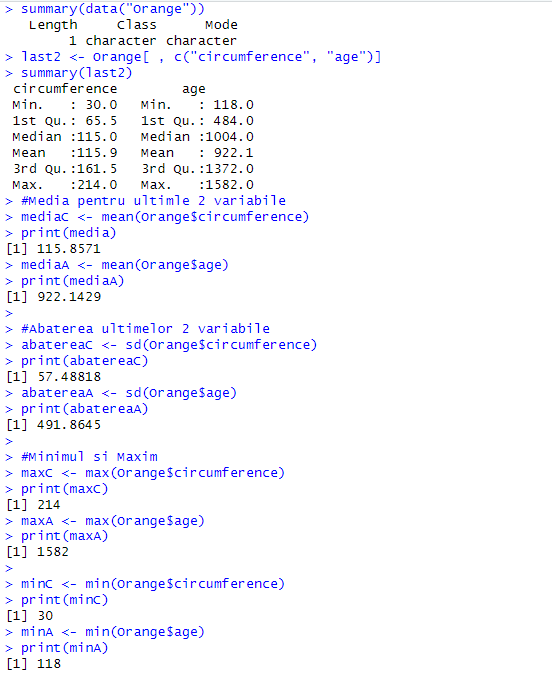 > summary(data("Orange"))
   Length     Class      Mode
        1 character character
> last2 <- Orange[ , c("circumference", "age")]
> summary(last2)
 circumference        age
 Min.   : 30.0   Min.   : 118.0
 1st Qu.: 65.5   1st Qu.: 484.0
 Median :115.0   Median :1004.0
 Mean   :115.9   Mean   : 922.1
 3rd Qu.:161.5   3rd Qu.:1372.0
 Max.   :214.0   Max.   :1582.0
> #Media pentru ultimle 2 variabile
> mediaC <- mean(Orange$circumference)
> print(media)
[1] 115.8571
> mediaA <- mean(Orange$age)
> print(mediaA)
[1] 922.1429
>
> #Abaterea ultimelor 2 variabile
> abatereaC <- sd(Orange$circumference)
> print(abatereaC)
[1] 57.48818
> abatereaA <- sd(Orange$age)
> print(abatereaA)
[1] 491.8645
>
> #Minimul si Maxim
> maxC <- max(Orange$circumference)
> print(maxC)
[1] 214
> maxA <- max(Orange$age)
> print(maxA)
[1] 1582
>
> minC <- min(Orange$circumference)
> print(minC)
[1] 30
> minA <- min(Orange$age)
> print(minA)
[1] 118